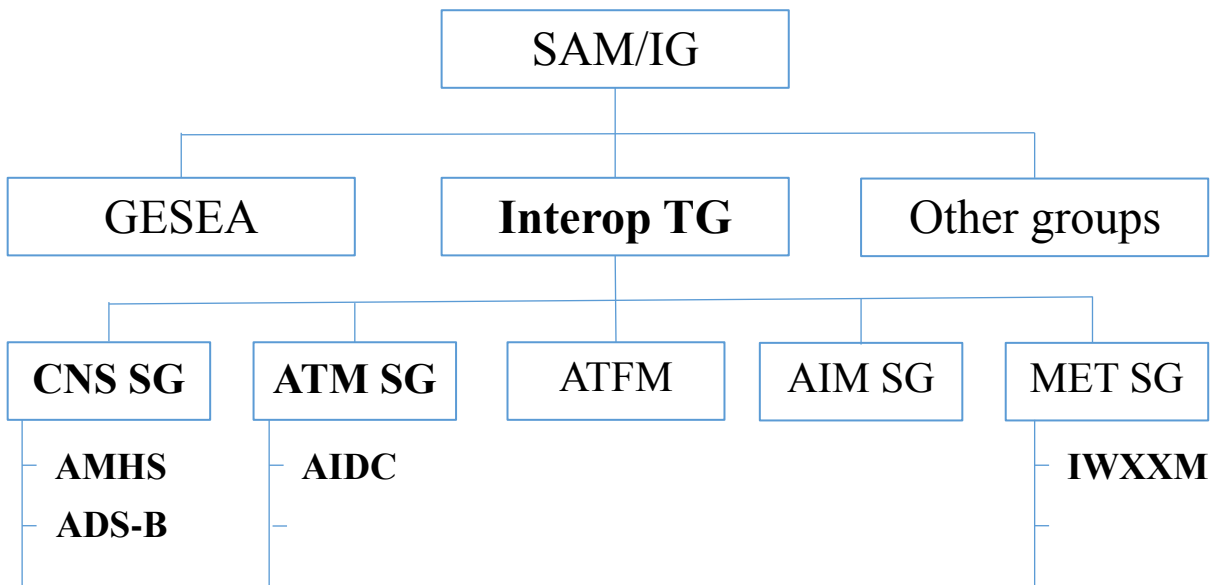 SAM/IG
GESEA
Interop TG
Other groups
CNS SG
ATM SG
ATFM
AIM SG
MET SG
AMHS
AIDC
IWXXM
ADS-B